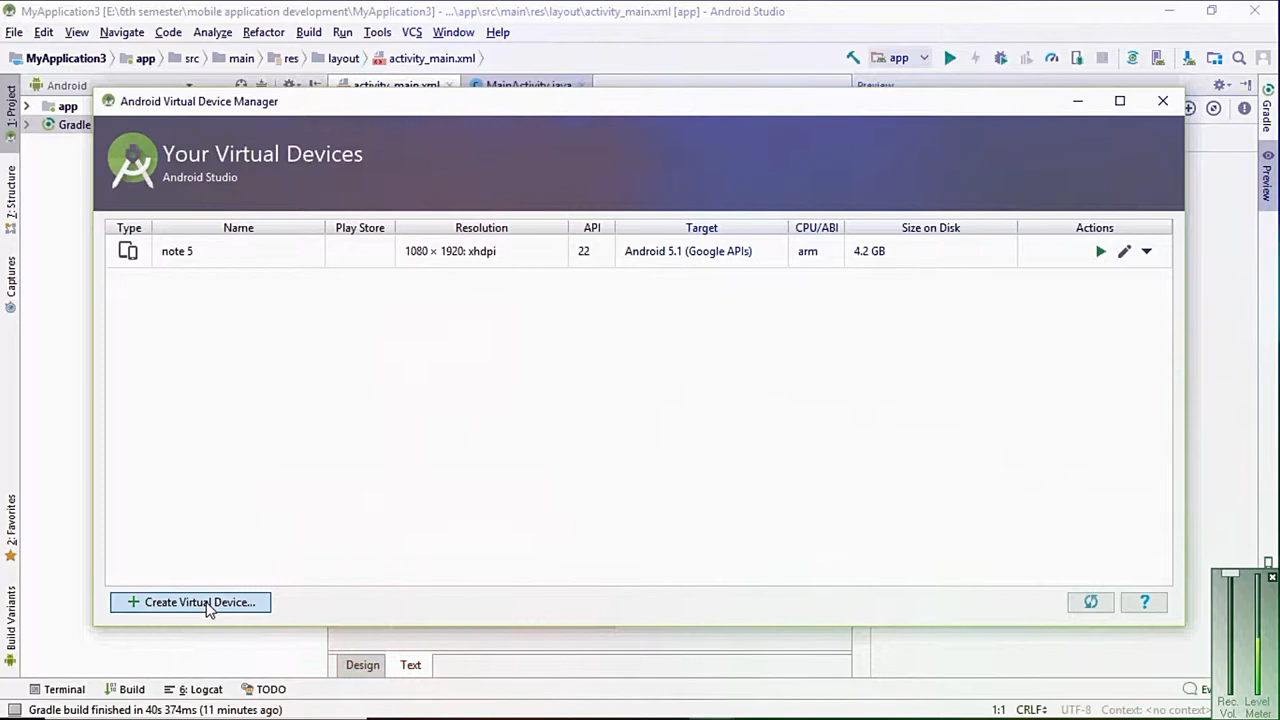 MyApplication3 [E:\6th semester\mobile application development\MyApplication3] - ...\app\src\main\res\layout\activity_main.xml [app] - Android Studio
File Edit View Navigate Code Analyze Refactor Build Run Tools VCS Window Help
MyApplication3 app src main res layout activity_main.xml app
Android activity_main.xml MainActivity.java Preview
app
Gradle
1: Project
7: Structure
Captures
2: Favorites
Build Variants
Gradle
Preview
Android Virtual Device Manager
Your Virtual Devices
Android Studio
Type Name Play Store Resolution API Target CPU/ABI Size on Disk Actions
note 5 1080 × 1920: xhdpi 22 Android 5.1 (Google APIs) arm 4.2 GB
+ Create Virtual Device... ?
Design Text
Terminal Build 6: Logcat TODO
Gradle build finished in 40s 374ms (11 minutes ago) 1:1 CRLF UTF-8 Context: <no context>
Rec. Vol
Level Meter